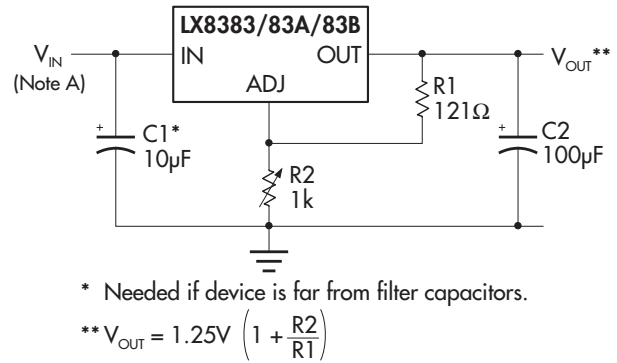 LX8383/83A/83B
IN
OUT
ADJ
V_IN
(Note A)
V_OUT**
R1
121Ω
+
C1*
10µF
+
C2
100µF
R2
1k
* Needed if device is far from filter capacitors.
** V_OUT = 1.25V (1 + R2/R1)